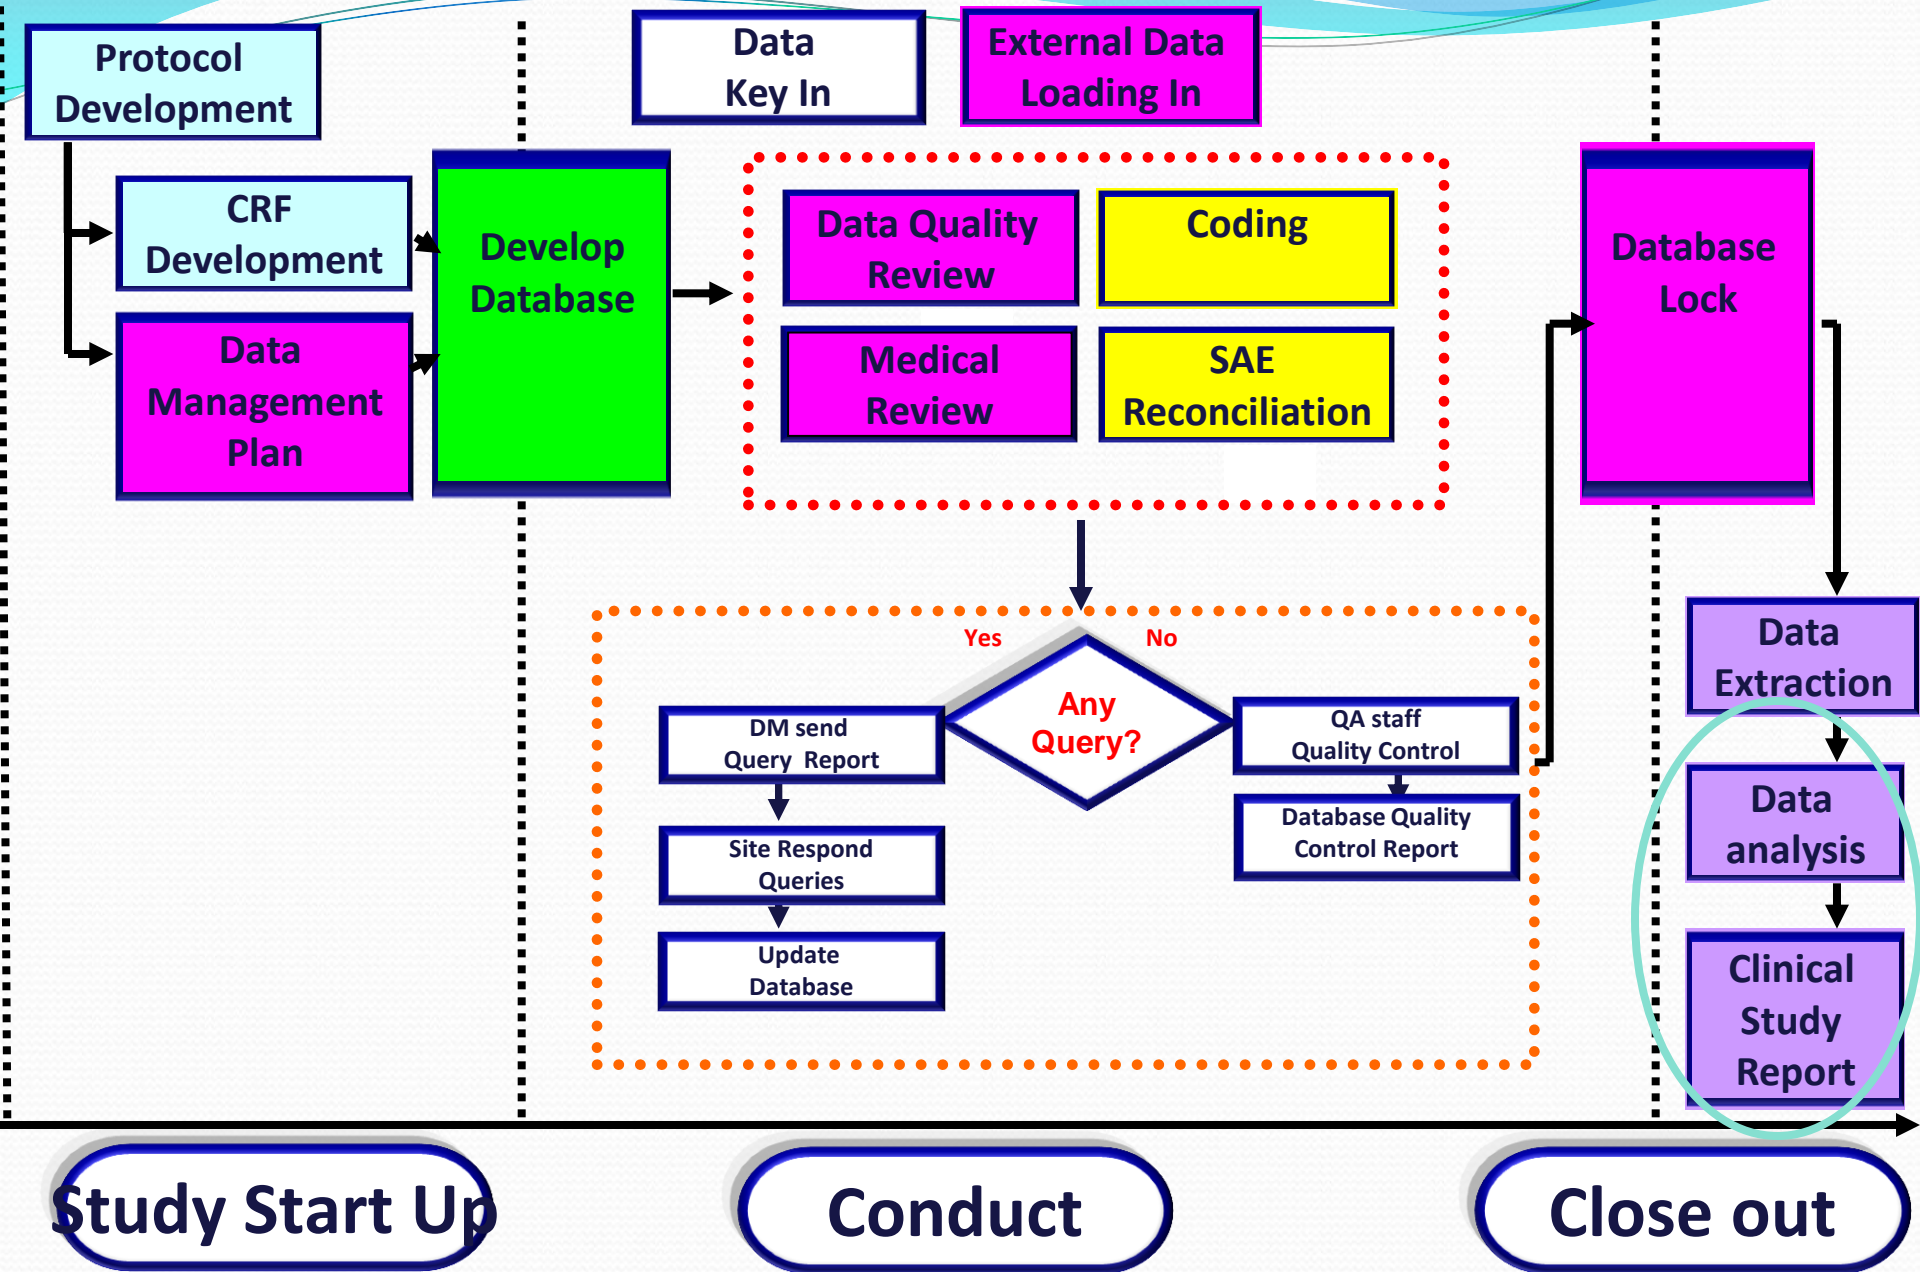 Protocol
Development
Data
Key In
External Data
Loading In
CRF
Development
Data
Management
Plan
Develop
Database
Data Quality
Review
Coding
Medical
Review
SAE
Reconciliation
Database
Lock
Yes
No
Any
Query?
DM send
Query Report
Site Respond
Queries
Update
Database
QA staff
Quality Control
Database Quality
Control Report
Data
Extraction
Data
analysis
Clinical
Study
Report
Study Start Up
Conduct
Close out